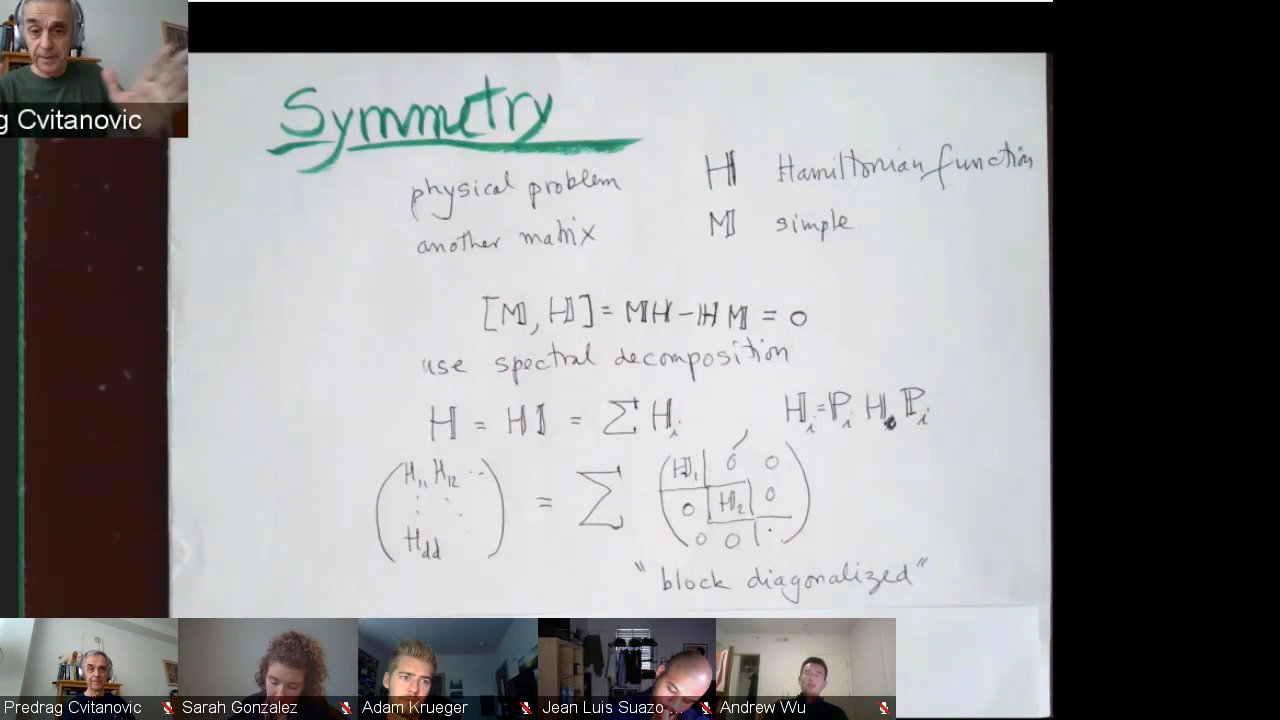 g Cvitanovic
Symmetry
physical problem ℍ Hamiltonian function
another matrix 𝕄 simple
[𝕄, ℍ] = 𝕄ℍ - ℍ𝕄 = 0
use spectral decomposition
ℍ = ℍ𝟙 = Σ ℍi ℍi = ℙi ℍ ℙi
H11 H12 ... = Σ ℍ1 0 0
0 ℍ2 0
Hdd 0 0
"block diagonalized"
Predrag Cvitanovic Sarah Gonzalez Adam Krueger Jean Luis Suazo ... Andrew Wu